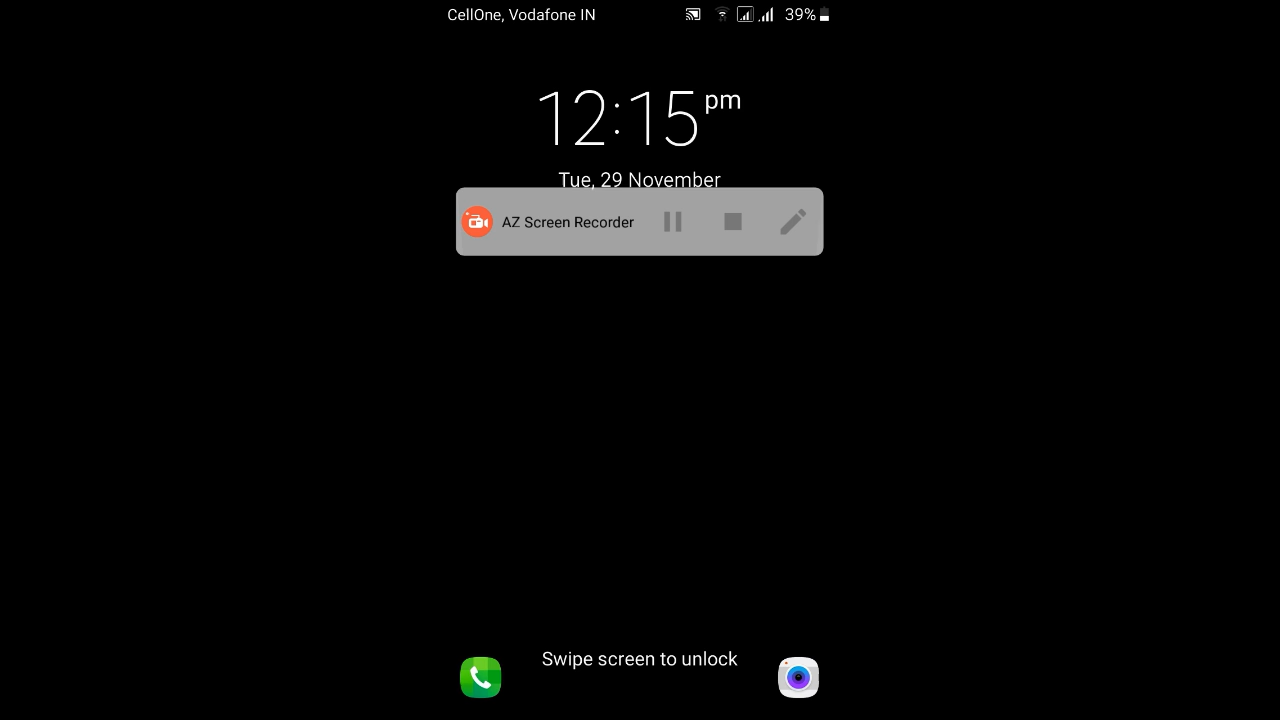 CellOne, Vodafone IN 39%
12:15 pm
Tue, 29 November
AZ Screen Recorder
Swipe screen to unlock